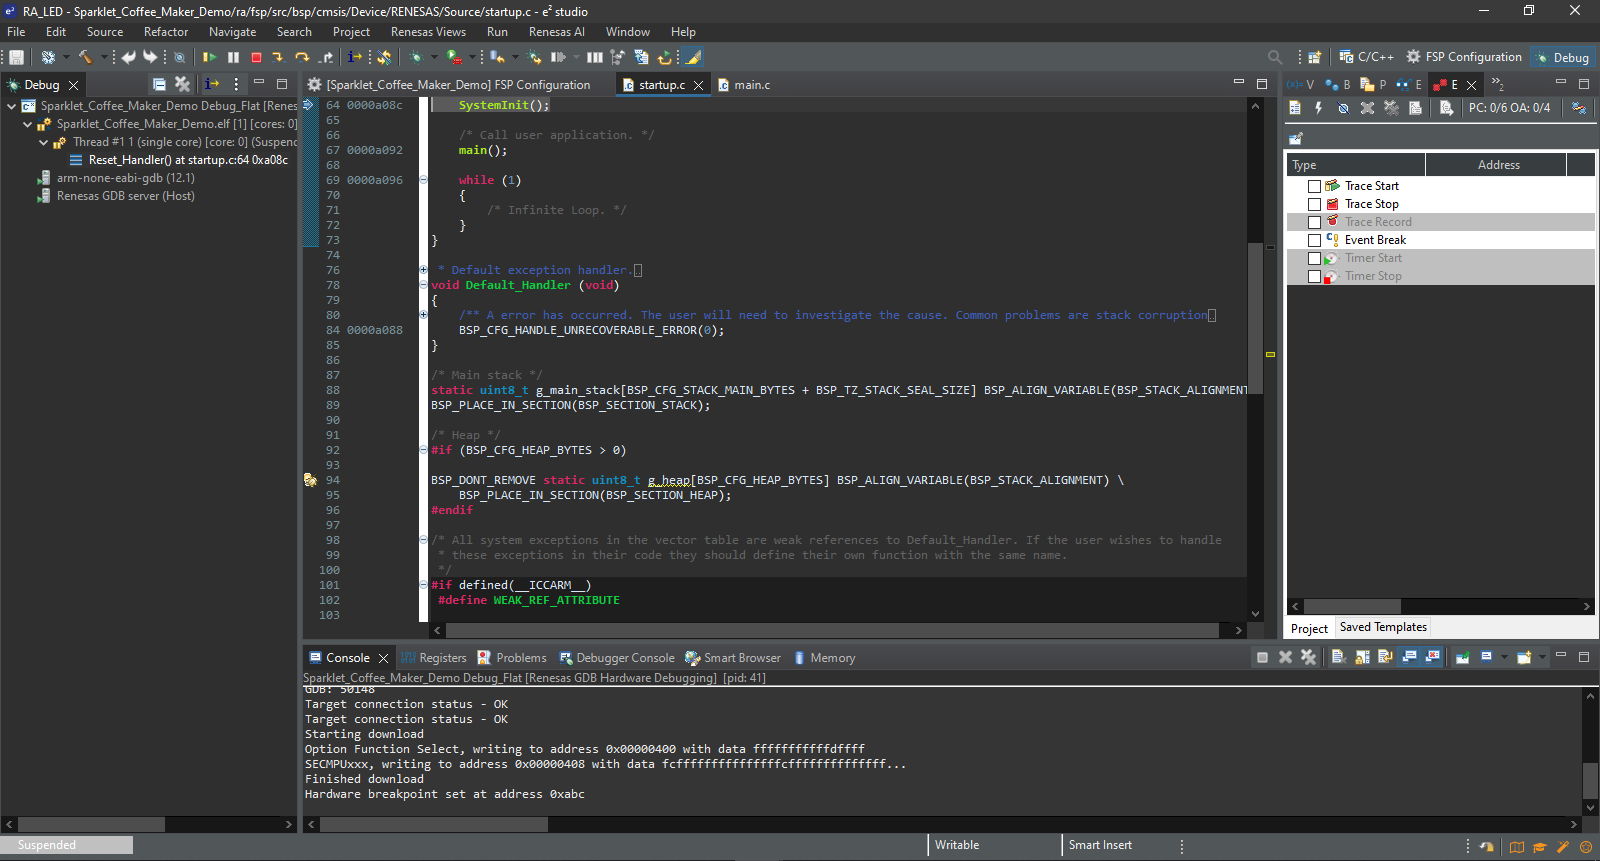 RA_LED - Sparklet_Coffee_Maker_Demo/ra/fsp/src/bsp/cmsis/Device/RENESAS/Source/startup.c - e² studio
File Edit Source Refactor Navigate Search Project Renesas Views Run Renesas AI Window Help
C/C++ FSP Configuration Debug
Debug
[Sparklet_Coffee_Maker_Demo] FSP Configuration
startup.c
main.c
V B P E E 2
Sparklet_Coffee_Maker_Demo Debug_Flat [Renes
Sparklet_Coffee_Maker_Demo.elf [1] [cores: 0]
Thread #1 1 (single core) [core: 0] (Suspen
Reset_Handler() at startup.c:64 0xa08c
arm-none-eabi-gdb (12.1)
Renesas GDB server (Host)
64 0000a08c SystemInit();
65
66 /* Call user application. */
67 0000a092 main();
68
69 0000a096 while (1)
70 {
71 /* Infinite Loop. */
72 }
73 }
74
76 * Default exception handler.
78 void Default_Handler (void)
79 {
80 /** A error has occurred. The user will need to investigate the cause. Common problems are stack corruption
84 0000a088 BSP_CFG_HANDLE_UNRECOVERABLE_ERROR(0);
85 }
86
87 /* Main stack */
88 static uint8_t g_main_stack[BSP_CFG_STACK_MAIN_BYTES + BSP_TZ_STACK_SEAL_SIZE] BSP_ALIGN_VARIABLE(BSP_STACK_ALIGNMENT
89 BSP_PLACE_IN_SECTION(BSP_SECTION_STACK);
90
91 /* Heap */
92 #if (BSP_CFG_HEAP_BYTES > 0)
93
94 BSP_DONT_REMOVE static uint8_t g_heap[BSP_CFG_HEAP_BYTES] BSP_ALIGN_VARIABLE(BSP_STACK_ALIGNMENT) \
95 BSP_PLACE_IN_SECTION(BSP_SECTION_HEAP);
96 #endif
97
98 /* All system exceptions in the vector table are weak references to Default_Handler. If the user wishes to handle
99 * these exceptions in their code they should define their own function with the same name.
100 */
101 #if defined(__ICCARM__)
102 #define WEAK_REF_ATTRIBUTE
103
PC: 0/6 OA: 0/4
Type Address
Trace Start
Trace Stop
Trace Record
Event Break
Timer Start
Timer Stop
Project Saved Templates
Console Registers Problems Debugger Console Smart Browser Memory
Sparklet_Coffee_Maker_Demo Debug_Flat [Renesas GDB Hardware Debugging] [pid: 41]
GDB: 50148
Target connection status - OK
Target connection status - OK
Starting download
Option Function Select, writing to address 0x00000400 with data fffffffffffdffff
SECMPUxxx, writing to address 0x00000408 with data fcfffffffffffffffcffffffffffffff...
Finished download
Hardware breakpoint set at address 0xabc
Suspended
Writable
Smart Insert